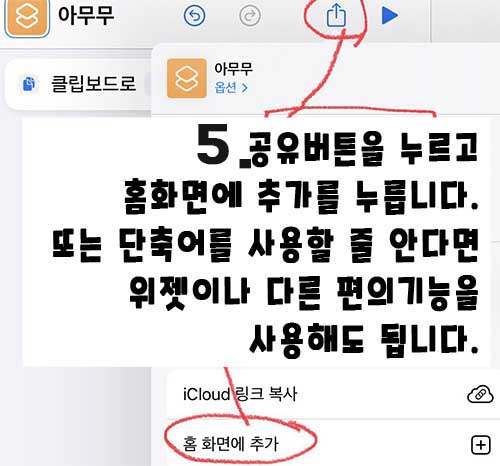 아무무
클립보드로
아무무
옵션 >
5. 공유버튼을 누르고
홈화면에 추가를 누릅니다.
또는 단축어를 사용할 줄 안다면
위젯이나 다른 편의기능을
사용해도 됩니다.
iCloud 링크 복사
홈 화면에 추가